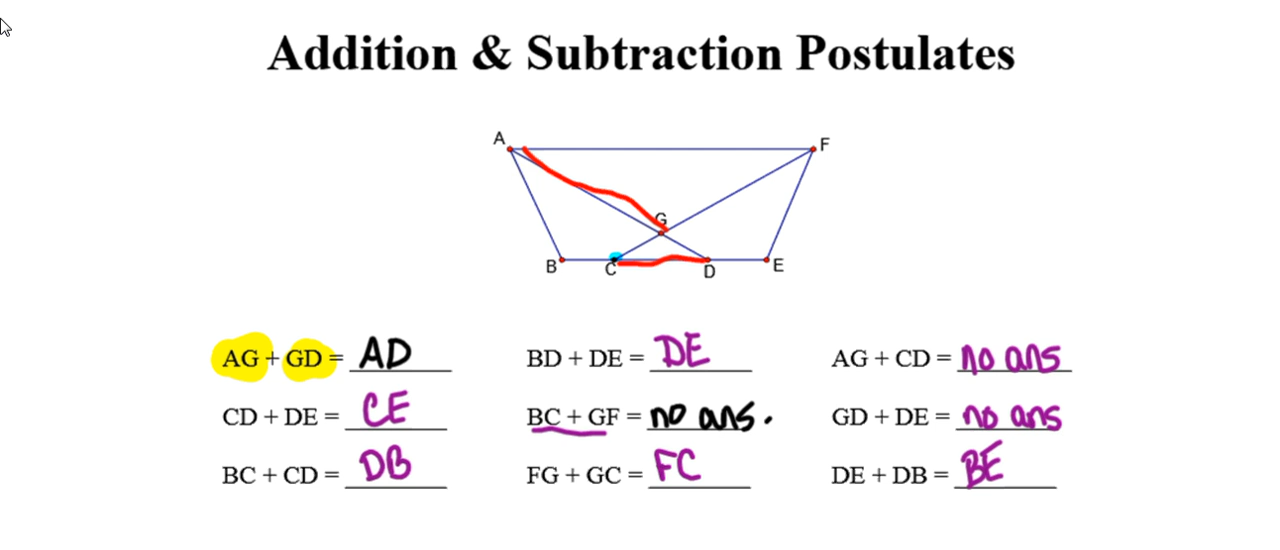 Addition & Subtraction Postulates
A
F
G
B
C
D
E
AG + GD = AD
BD + DE = DE
AG + CD = no ans
CD + DE = CE
BC + GF = no ans.
GD + DE = no ans
BC + CD = DB
FG + GC = FC
DE + DB = BE